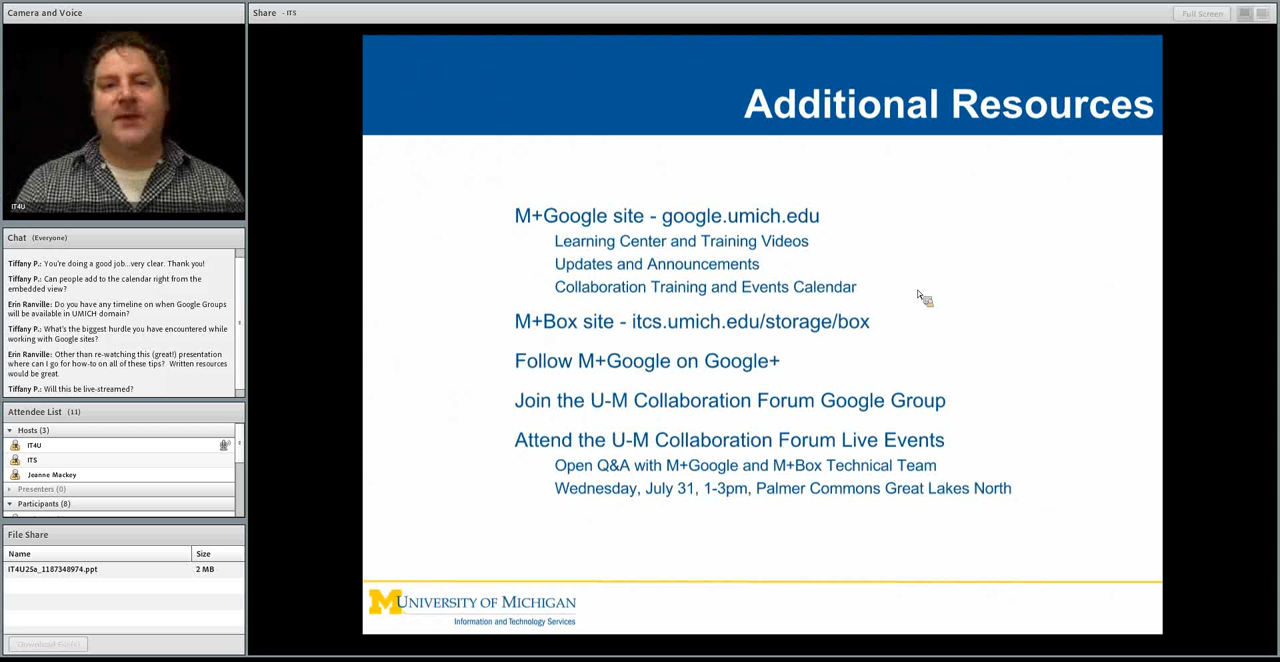 Camera and Voice
IT4U
Chat (Everyone)
Tiffany P.: You're doing a good job...very clear. Thank you!
Tiffany P.: Can people add to the calendar right from the
embedded view?
Erin Ranville: Do you have any timeline on when Google Groups
will be available in UMICH domain?
Tiffany P.: What's the biggest hurdle you have encountered while
working with Google sites?
Erin Ranville: Other than re-watching this (great!) presentation
where can I go for how-to on all of these tips? Written resources
would be great.
Tiffany P.: Will this be live-streamed?
Attendee List (11)
Hosts (3)
IT4U
ITS
Jeanne Mackey
Presenters (0)
Participants (8)
File Share
Name Size
IT4U25a_1187348974.ppt 2 MB
Download File(s)
Share - ITS
Full Screen
Additional Resources
M+Google site - google.umich.edu
Learning Center and Training Videos
Updates and Announcements
Collaboration Training and Events Calendar
M+Box site - itcs.umich.edu/storage/box
Follow M+Google on Google+
Join the U-M Collaboration Forum Google Group
Attend the U-M Collaboration Forum Live Events
Open Q&A with M+Google and M+Box Technical Team
Wednesday, July 31, 1-3pm, Palmer Commons Great Lakes North
M UNIVERSITY OF MICHIGAN
Information and Technology Services